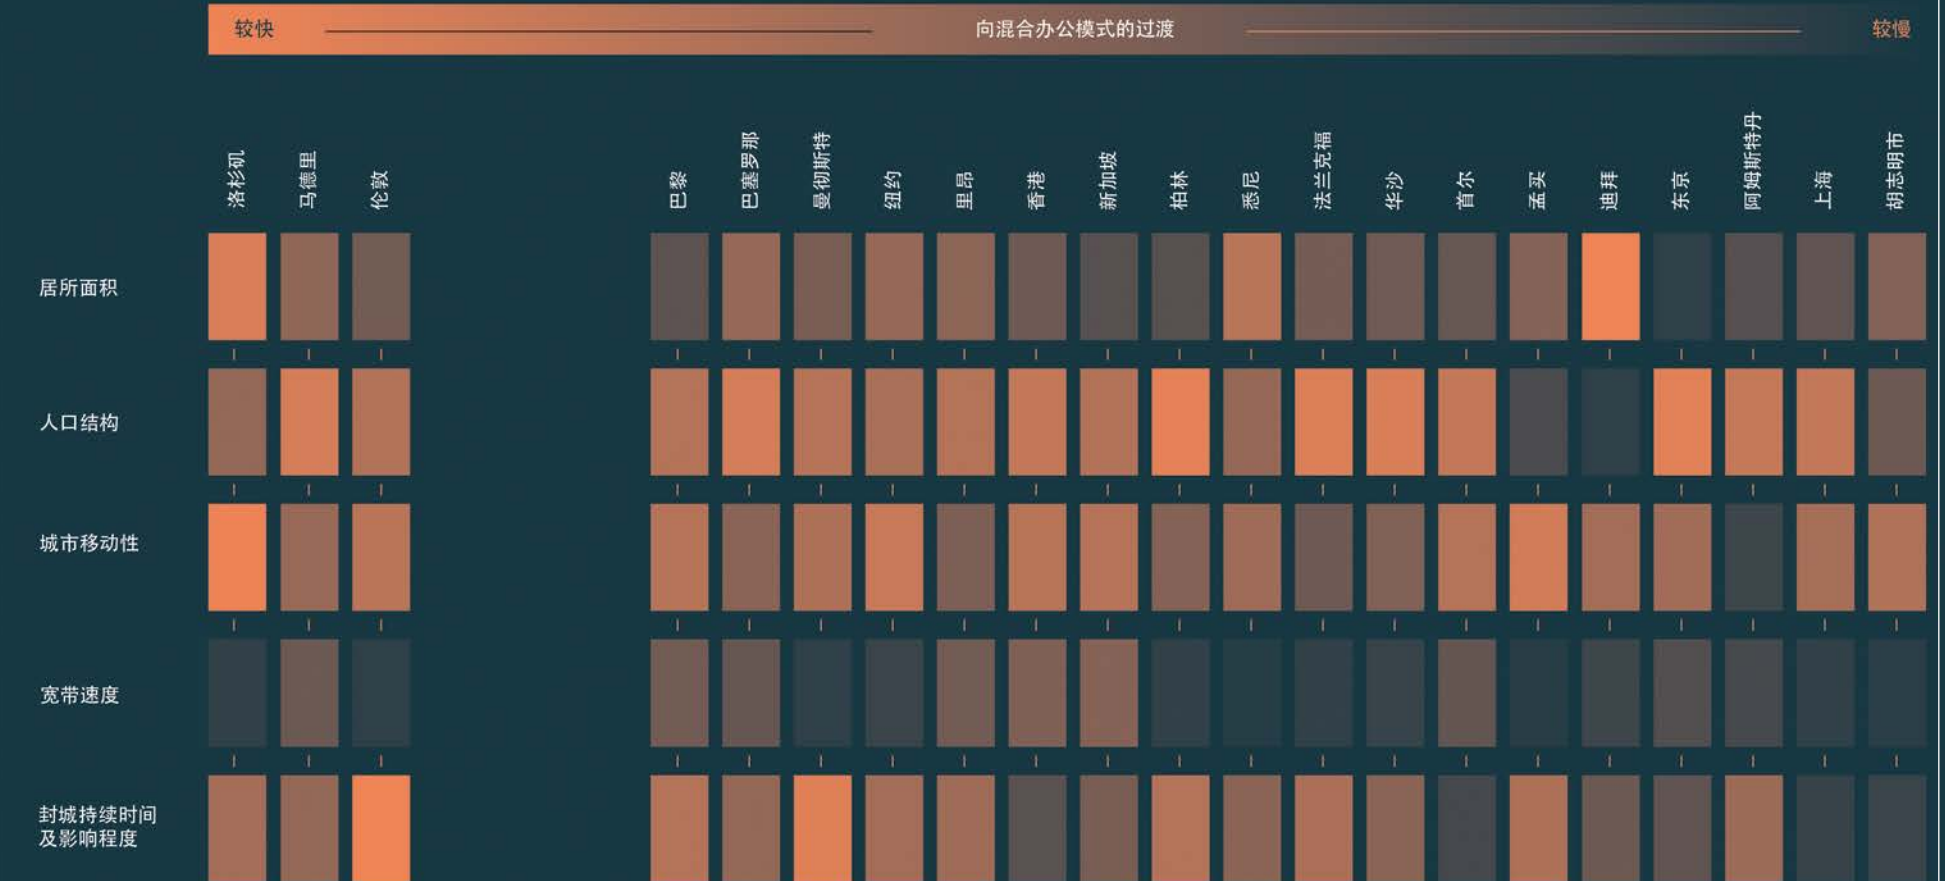 较快
向混合办公模式的过渡
较慢
洛杉矶
马德里
伦敦
巴黎
巴塞罗那
曼彻斯特
纽约
里昂
香港
新加坡
柏林
悉尼
法兰克福
华沙
首尔
孟买
迪拜
东京
阿姆斯特丹
上海
胡志明市
居所面积
人口结构
城市移动性
宽带速度
封城持续时间
及影响程度